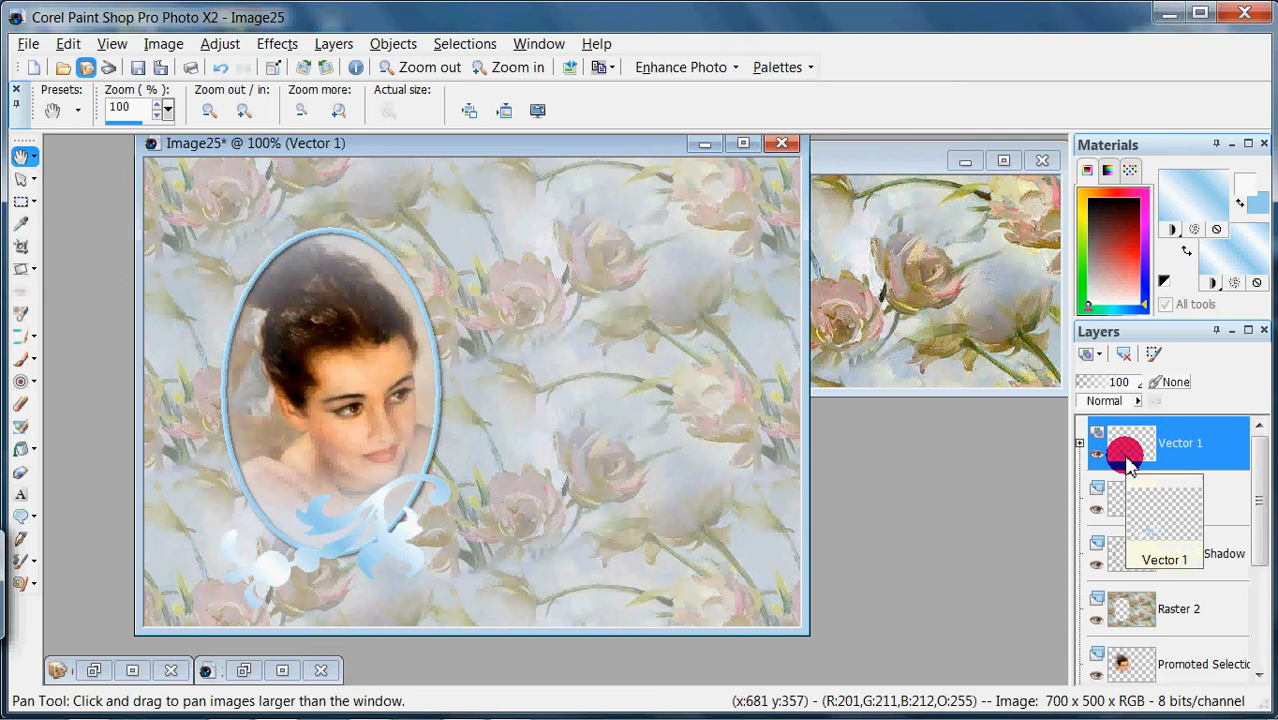 Corel Paint Shop Pro Photo X2 - Image25
File Edit View Image Adjust Effects Layers Objects Selections Window Help
Zoom out Zoom in Enhance Photo Palettes
Presets: Zoom ( % ): Zoom out / in: Zoom more: Actual size:
100
Image25* @ 100% (Vector 1)
Materials
All tools
Layers
100 None
Normal
Vector 1
Vector 1
Shadow
Raster 2
Promoted Selectic
Pan Tool: Click and drag to pan images larger than the window.
(x:681 y:357) - (R:201,G:211,B:212,O:255) -- Image: 700 x 500 x RGB - 8 bits/channel